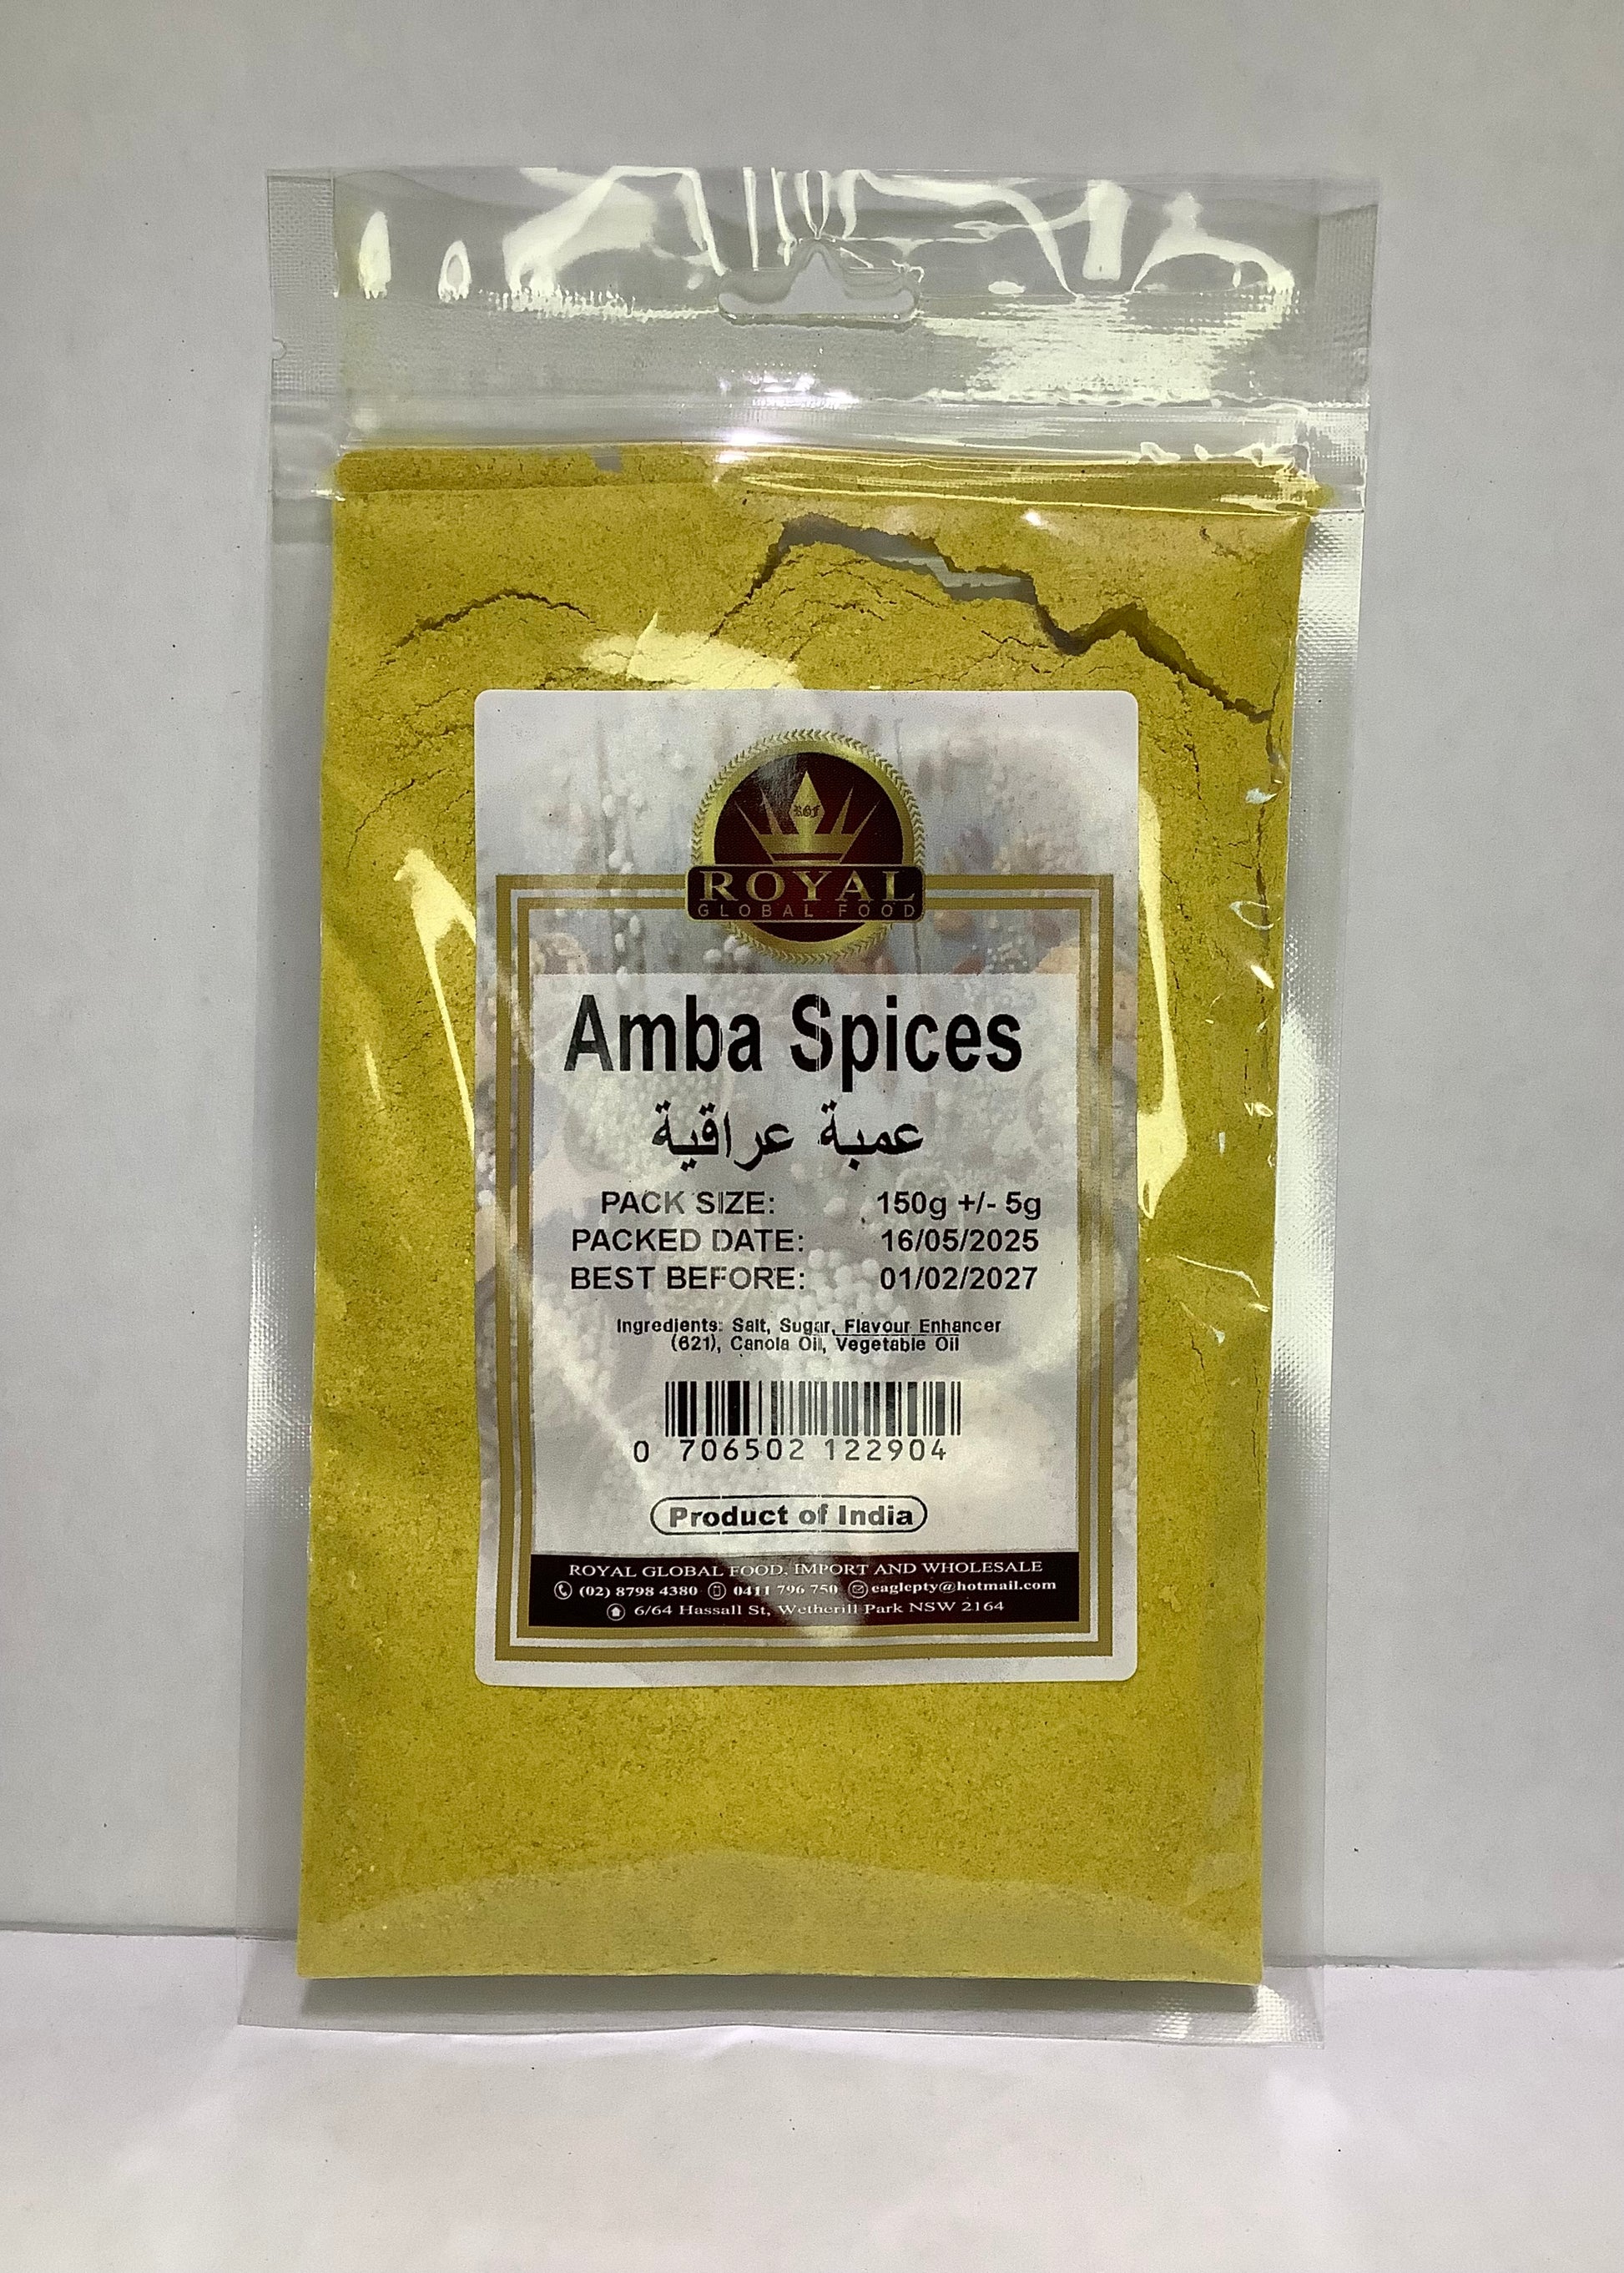 RGF
ROYAL
GLOBAL FOOD
Amba Spices
عمبة عراقية
PACK SIZE: 150g +/- 5g
PACKED DATE: 16/05/2025
BEST BEFORE: 01/02/2027
Ingredients: Salt, Sugar, Flavour Enhancer
(621), Canola Oil, Vegetable Oil
0 706502 122904
Product of India
ROYAL GLOBAL FOOD, IMPORT AND WHOLESALE
(02) 8798 4380 0411 796 750 eaglepty@hotmail.com
6/64 Hassall St, Wetherill Park NSW 2164